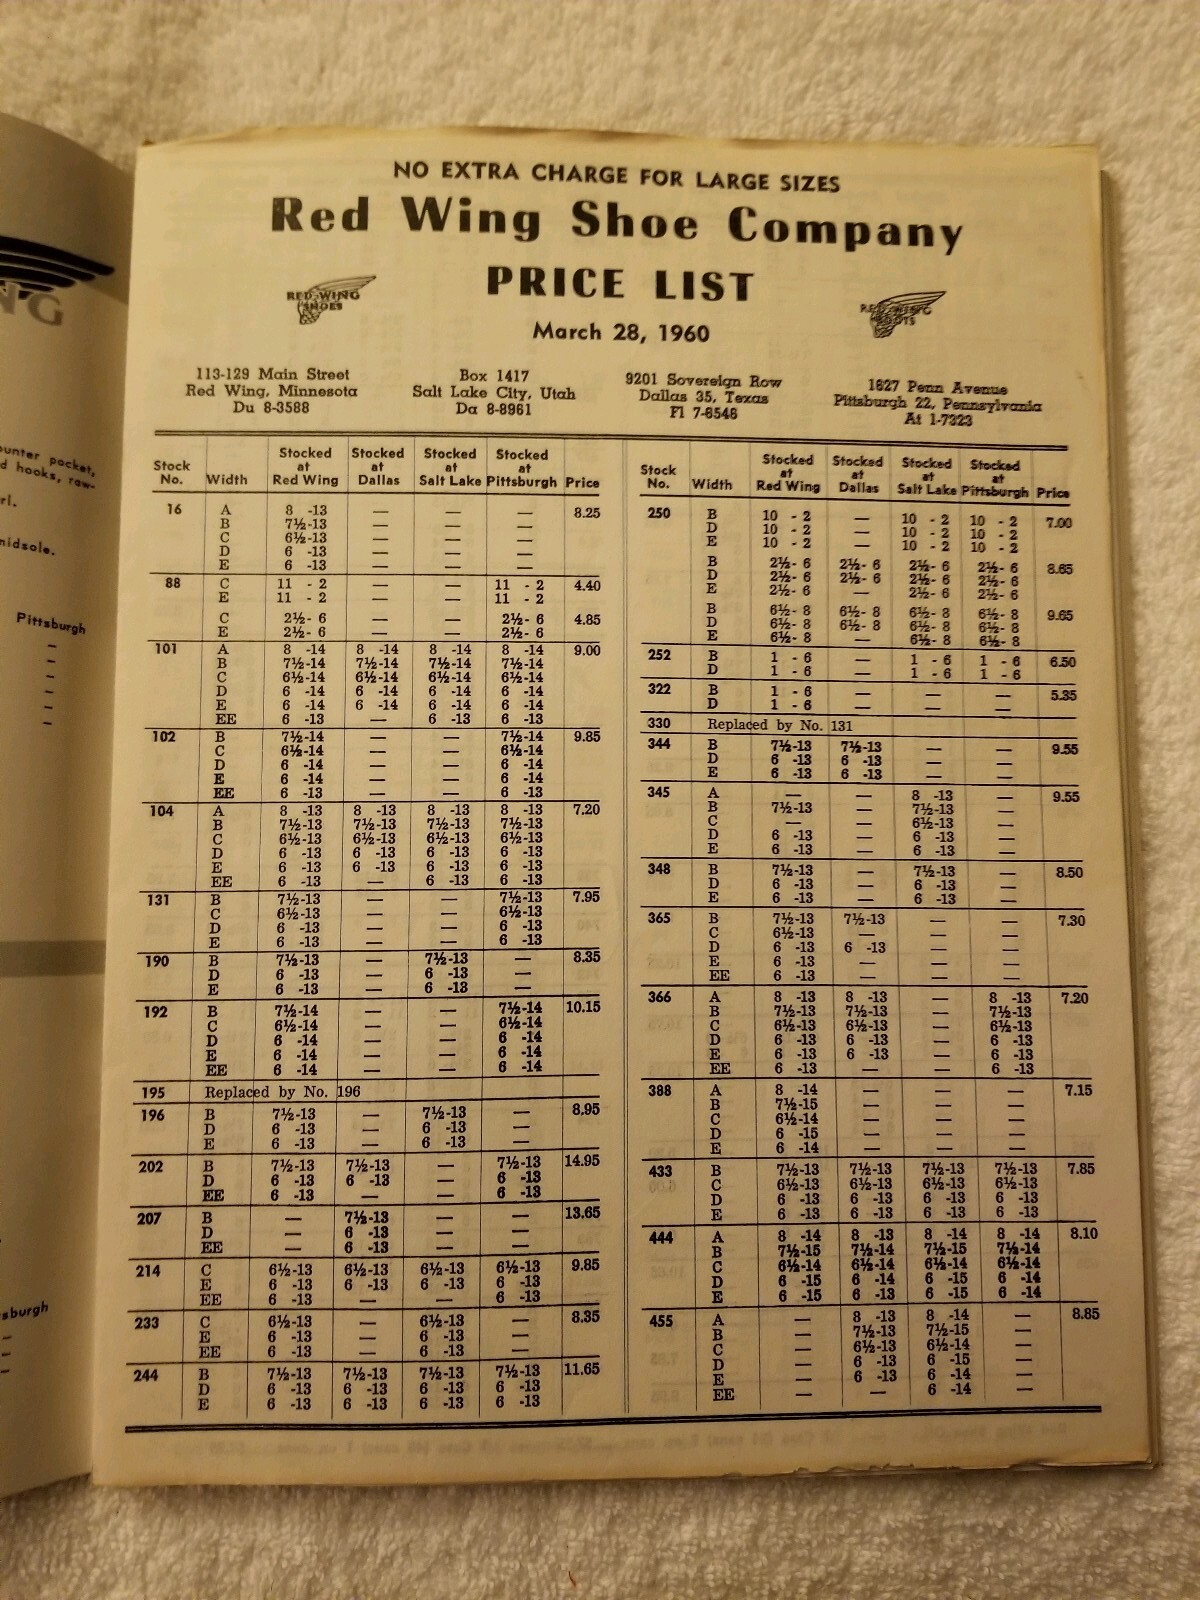 NG
ounter pocket,
d hooks, raw-
rl.
midsole.
Pittsburgh
—
—
—
—
—
sburgh
—
—
—
NO EXTRA CHARGE FOR LARGE SIZES
Red Wing Shoe Company
PRICE LIST
RED WING SHOES
March 28, 1960
113-129 Main Street
Red Wing, Minnesota
Du 8-3588
Box 1417
Salt Lake City, Utah
Da 8-8961
9201 Sovereign Row
Dallas 35, Texas
Fl 7-8546
1627 Penn Avenue
Pittsburgh 22, Pennsylvania
At 1-7323
Stock No. Width Stocked at Red Wing Stocked at Dallas Stocked at Salt Lake Stocked at Pittsburgh Price
16 A 8 -13 — — — 8.25
B 7½-13 — — —
C 6½-13 — — —
D 6 -13 — — —
E 6 -13 — — —
88 C 11 - 2 — — 11 - 2 4.40
E 11 - 2 — — 11 - 2
C 2½- 6 — — 2½- 6 4.85
E 2½- 6 — — 2½- 6
101 A 8 -14 8 -14 8 -14 8 -14 9.00
B 7½-14 7½-14 7½-14 7½-14
C 6½-14 6½-14 6½-14 6½-14
D 6 -14 6 -14 6 -14 6 -14
E 6 -14 6 -14 6 -14 6 -14
EE 6 -13 — 6 -13 6 -13
102 B 7½-14 — — 7½-14 9.85
C 6½-14 — — 6½-14
D 6 -14 — — 6 -14
E 6 -14 — — 6 -14
EE 6 -13 — — 6 -13
104 A 8 -13 8 -13 8 -13 8 -13 7.20
B 7½-13 7½-13 7½-13 7½-13
C 6½-13 6½-13 6½-13 6½-13
D 6 -13 6 -13 6 -13 6 -13
E 6 -13 6 -13 6 -13 6 -13
EE 6 -13 — 6 -13 6 -13
131 B 7½-13 — — 7½-13 7.95
C 6½-13 — — 6½-13
D 6 -13 — — 6 -13
E 6 -13 — — 6 -13
190 B 7½-13 — 7½-13 — 8.35
D 6 -13 — 6 -13 —
E 6 -13 — 6 -13 —
192 B 7½-14 — — 7½-14 10.15
C 6½-14 — — 6½-14
D 6 -14 — — 6 -14
E 6 -14 — — 6 -14
EE 6 -14 — — 6 -14
195 Replaced by No. 196
196 B 7½-13 — 7½-13 — 8.95
D 6 -13 — 6 -13 —
E 6 -13 — 6 -13 —
202 B 7½-13 7½-13 — 7½-13 14.95
D 6 -13 6 -13 — 6 -13
EE 6 -13 — — 6 -13
207 B — 7½-13 — — 13.65
D — 6 -13 — —
EE — 6 -13 — —
214 C 6½-13 6½-13 6½-13 6½-13 9.85
E 6 -13 6 -13 6 -13 6 -13
EE 6 -13 — — 6 -13
233 C 6½-13 — 6½-13 — 8.35
E 6 -13 — 6 -13 —
EE 6 -13 — 6 -13 —
244 B 7½-13 7½-13 7½-13 7½-13 11.65
D 6 -13 6 -13 6 -13 6 -13
E 6 -13 6 -13 6 -13 6 -13
Stock No. Width Stocked at Red Wing Stocked at Dallas Stocked at Salt Lake Stocked at Pittsburgh Price
250 B 10 - 2 — 10 - 2 10 - 2 7.00
D 10 - 2 — 10 - 2 10 - 2
E 10 - 2 — 10 - 2 10 - 2
B 2½- 6 2½- 6 2½- 6 2½- 6 8.65
D 2½- 6 2½- 6 2½- 6 2½- 6
E 2½- 6 — 2½- 6 2½- 6
B 6½- 8 6½- 8 6½- 8 6½- 8 9.65
D 6½- 8 6½- 8 6½- 8 6½- 8
E 6½- 8 — 6½- 8 6½- 8
252 B 1 - 6 — 1 - 6 1 - 6 6.50
D 1 - 6 — 1 - 6 1 - 6
322 B 1 - 6 — — — 5.35
D 1 - 6 — — —
330 Replaced by No. 131
344 B 7½-13 7½-13 — — 9.55
D 6 -13 6 -13 — —
E 6 -13 6 -13 — —
345 A — — 8 -13 — 9.55
B 7½-13 — 7½-13 —
C — — 6½-13 —
D 6 -13 — 6 -13 —
E 6 -13 — 6 -13 —
348 B 7½-13 — 7½-13 — 8.50
D 6 -13 — 6 -13 —
E 6 -13 — 6 -13 —
365 B 7½-13 7½-13 — — 7.30
C 6½-13 — — —
D 6 -13 6 -13 — —
E 6 -13 — — —
EE 6 -13 — — —
366 A 8 -13 8 -13 — 8 -13 7.20
B 7½-13 7½-13 — 7½-13
C 6½-13 6½-13 — 6½-13
D 6 -13 6 -13 — 6 -13
E 6 -13 6 -13 — 6 -13
EE 6 -13 — — 6 -13
388 A 8 -14 — — — 7.15
B 7½-15 — — —
C 6½-14 — — —
D 6 -15 — — —
E 6 -14 — — —
433 B 7½-13 7½-13 7½-13 7½-13 7.85
C 6½-13 6½-13 6½-13 6½-13
D 6 -13 6 -13 6 -13 6 -13
E 6 -13 6 -13 6 -13 6 -13
444 A 8 -14 8 -13 8 -14 8 -14 8.10
B 7½-15 7½-14 7½-15 7½-14
C 6½-14 6½-14 6½-14 6½-14
D 6 -15 6 -14 6 -15 6 -14
E 6 -15 6 -13 6 -15 6 -14
455 A — 8 -13 8 -14 — 8.85
B — 7½-13 7½-15 —
C — 6½-13 6½-14 —
D — 6 -13 6 -15 —
E — 6 -13 6 -14 —
EE — — 6 -14 —